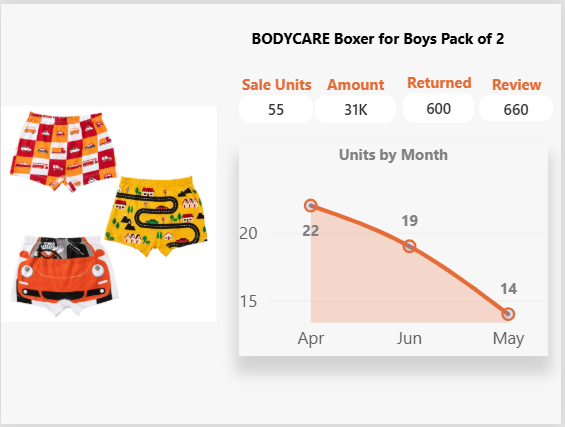 BODYCARE Boxer for Boys Pack of 2
Sale Units Amount Returned Review
55 31K 600 660
Units by Month
22
19
14
20
15
Apr Jun May